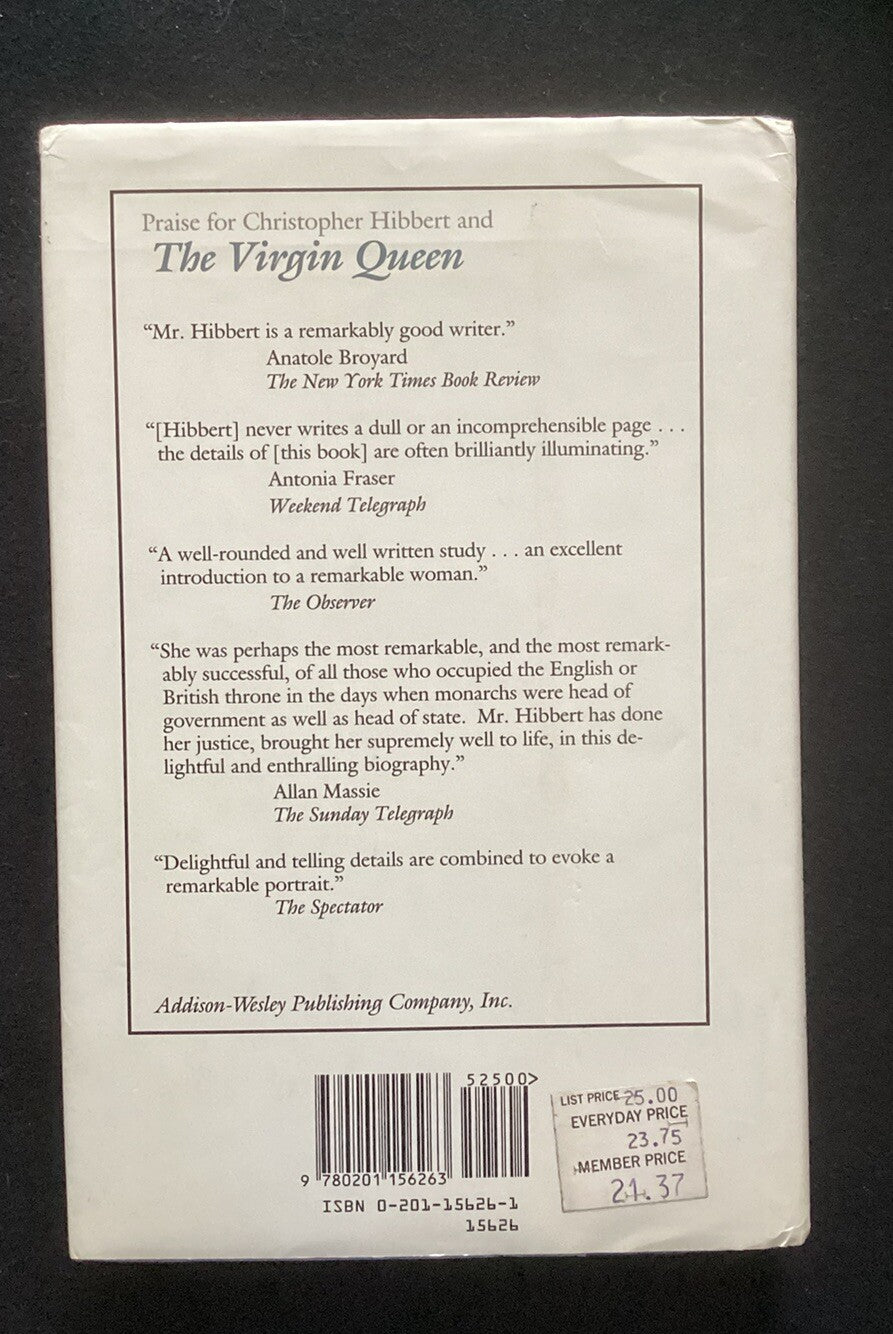 Praise for Christopher Hibbert and
The Virgin Queen
“Mr. Hibbert is a remarkably good writer.”
Anatole Broyard
The New York Times Book Review
“[Hibbert] never writes a dull or an incomprehensible page . . .
the details of [this book] are often brilliantly illuminating.”
Antonia Fraser
Weekend Telegraph
“A well-rounded and well written study . . . an excellent
introduction to a remarkable woman.”
The Observer
“She was perhaps the most remarkable, and the most remark-
ably successful, of all those who occupied the English or
British throne in the days when monarchs were head of
government as well as head of state. Mr. Hibbert has done
her justice, brought her supremely well to life, in this de-
lightful and enthralling biography.”
Allan Massie
The Sunday Telegraph
“Delightful and telling details are combined to evoke a
remarkable portrait.”
The Spectator
Addison-Wesley Publishing Company, Inc.
52500>
9 780201 156263
ISBN 0-201-15626-1
15626
LIST PRICE 25.00
EVERYDAY PRICE
23.75
MEMBER PRICE
21.37